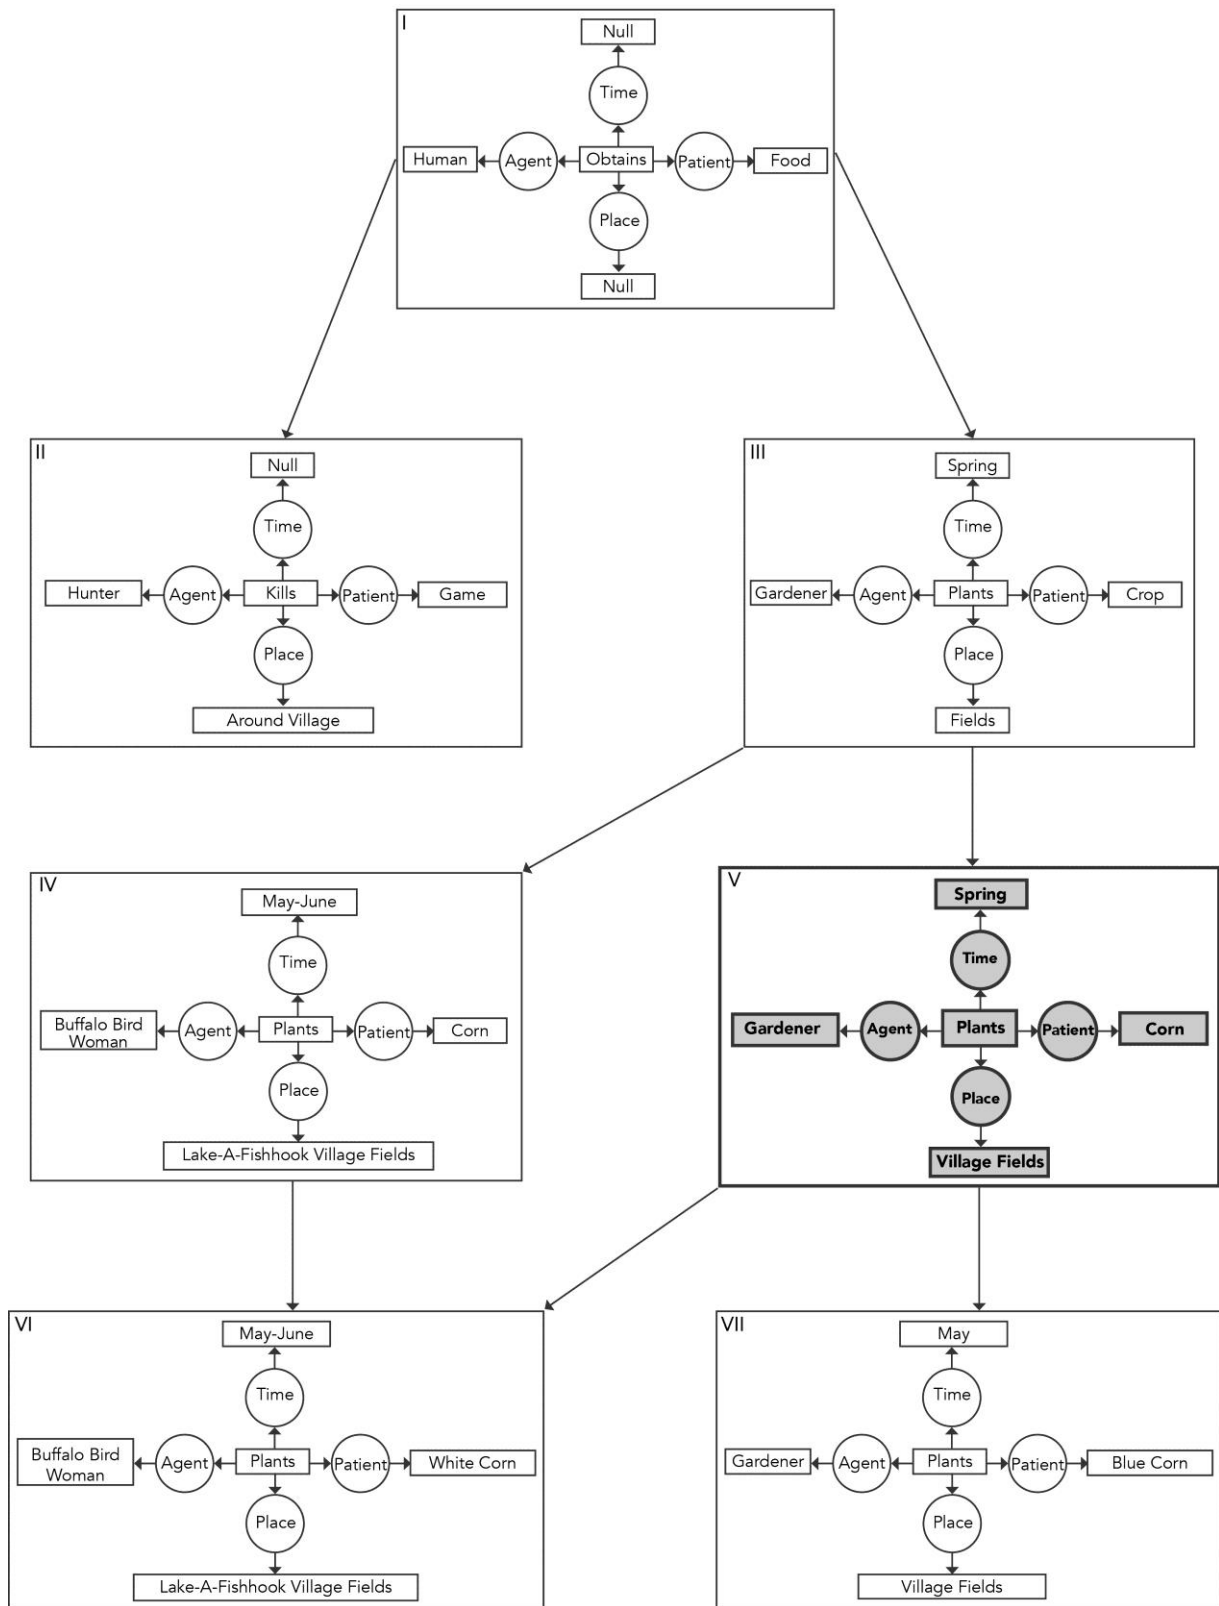 I
Null
Time
Human
Agent
Obtains
Patient
Food
Place
Null
II
Null
Time
Hunter
Agent
Kills
Patient
Game
Place
Around Village
III
Spring
Time
Gardener
Agent
Plants
Patient
Crop
Place
Fields
IV
May-June
Time
Buffalo Bird
Woman
Agent
Plants
Patient
Corn
Place
Lake-A-Fishhook Village Fields
V
Spring
Time
Gardener
Agent
Plants
Patient
Corn
Place
Village Fields
VI
May-June
Time
Buffalo Bird
Woman
Agent
Plants
Patient
White Corn
Place
Lake-A-Fishhook Village Fields
VII
May
Time
Gardener
Agent
Plants
Patient
Blue Corn
Place
Village Fields